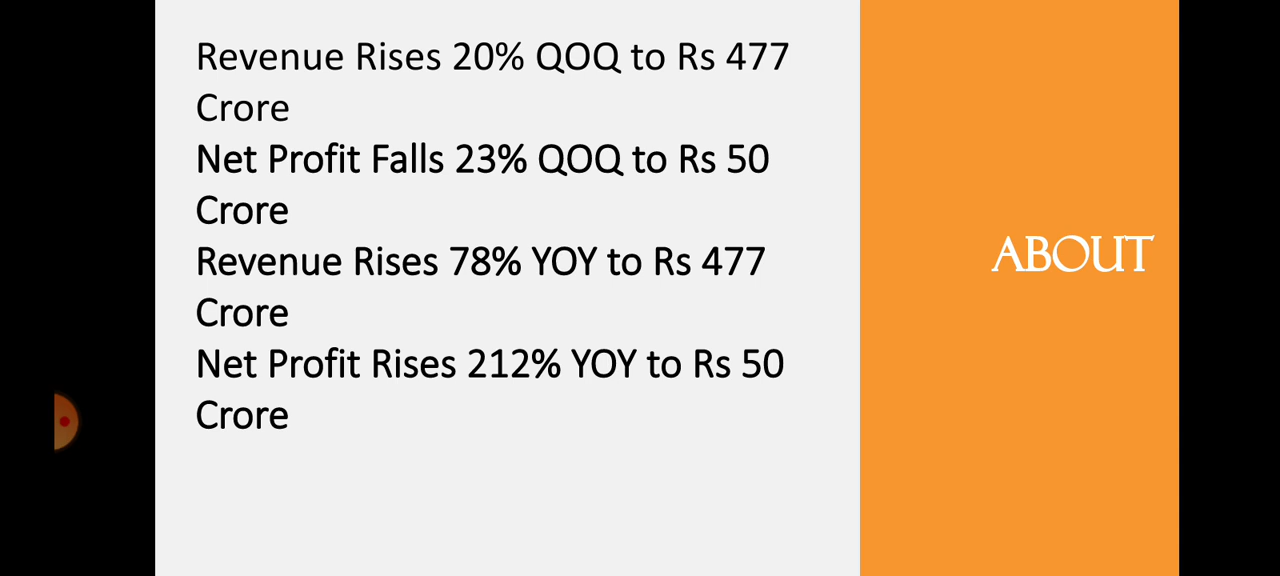 Revenue Rises 20% QOQ to Rs 477
Crore
Net Profit Falls 23% QOQ to Rs 50
Crore
Revenue Rises 78% YOY to Rs 477
Crore
Net Profit Rises 212% YOY to Rs 50
Crore
ABOUT